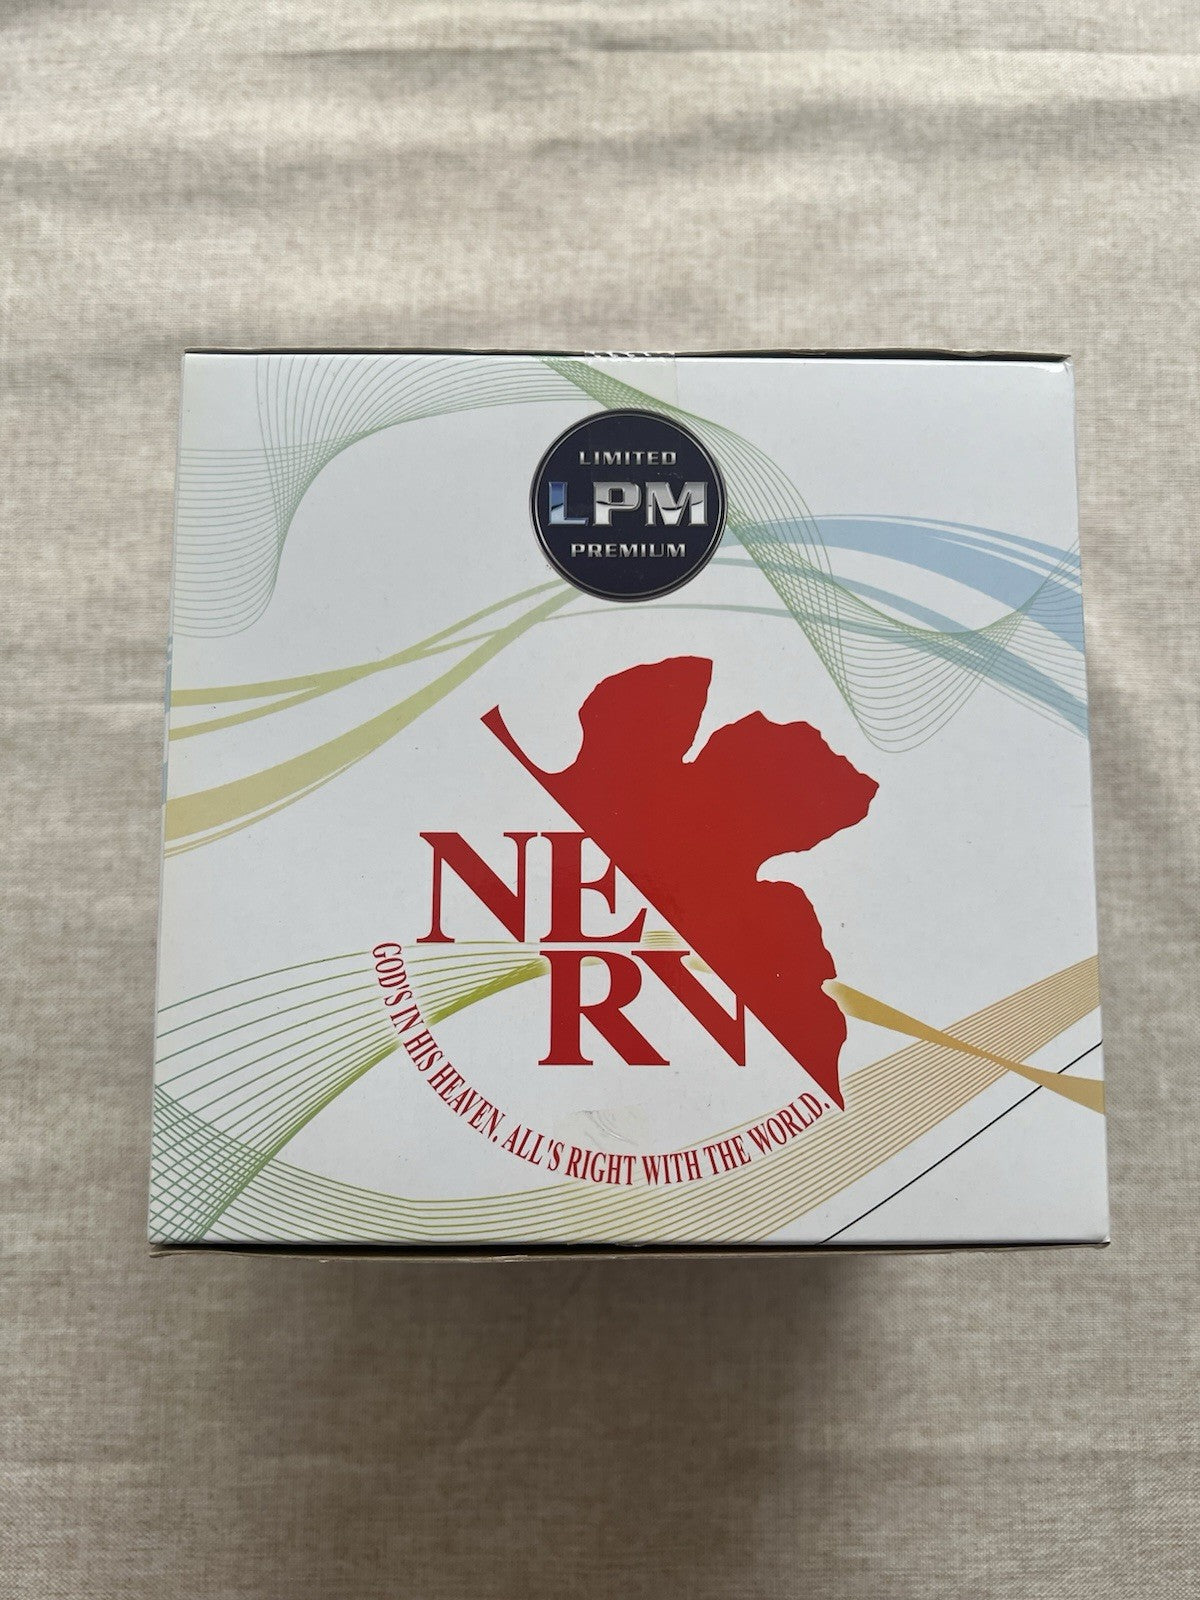 LIMITED
LPM
PREMIUM
NERV
GOD'S IN HIS HEAVEN. ALL'S RIGHT WITH THE WORLD.